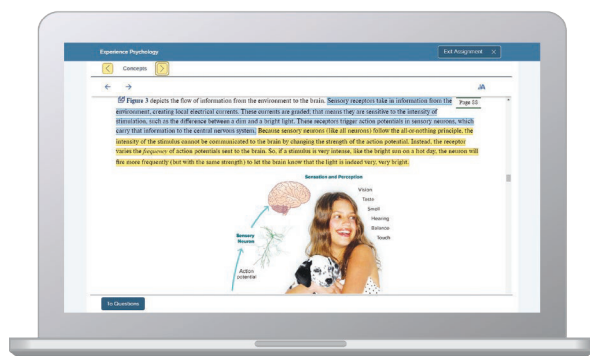 Experience Psychology
Exit Assignment X
Concepts
Figure 3 depicts the flow of information from the environment to the brain. Sensory receptors take in information from the
Page 88
environment, creating local electrical currents. These currents are graded; that means they are sensitive to the intensity of
stimulation, such as the difference between a dim and a bright light. These receptors trigger action potentials in sensory neurons, which
carry that information to the central nervous system. Because sensory neurons (like all neurons) follow the all-or-nothing principle, the
intensity of the stimulus cannot be communicated to the brain by changing the strength of the action potential. Instead, the receptor
varies the frequency of action potentials sent to the brain. So, if a stimulus is very intense, like the bright sun on a hot day, the neuron will
fire more frequently (but with the same strength) to let the brain know that the light is indeed very, very bright.
Sensation and Perception
Vision
Taste
Smell
Hearing
Balance
Touch
Sensory
Neuron
Action
potential
To Questions